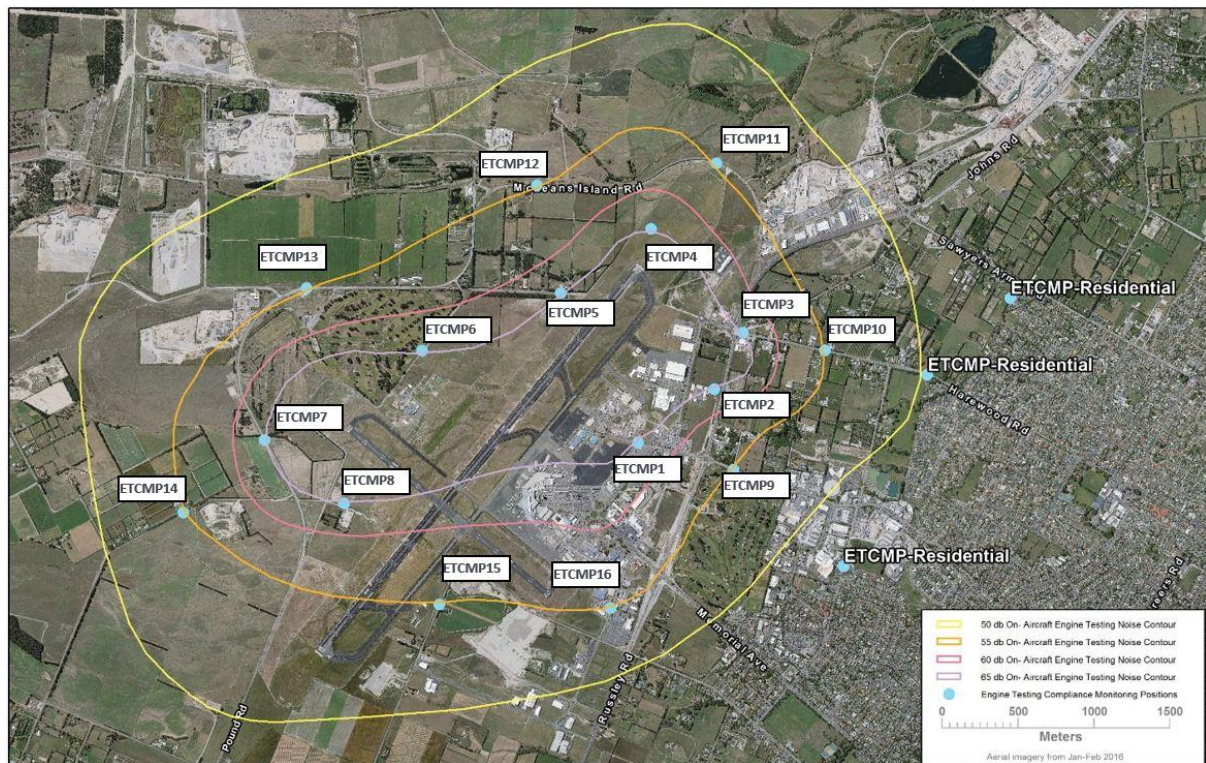 ETCMP11
ETCMP12
McLeans Island Rd
Johns Rd
ETCMP13
ETCMP4
Sawyers Arms
ETCMP-Residential
ETCMP3
ETCMP5
ETCMP10
ETCMP6
ETCMP-Residential
Harewood Rd
ETCMP2
ETCMP7
ETCMP1
ETCMP8
ETCMP9
ETCMP14
ETCMP-Residential
ETCMP15
ETCMP16
Memorial Ave
Russley Rd
Pound Rd
50 db On- Aircraft Engine Testing Noise Contour
55 db On- Aircraft Engine Testing Noise Contour
60 db On- Aircraft Engine Testing Noise Contour
65 db On- Aircraft Engine Testing Noise Contour
Engine Testing Compliance Monitoring Positions
0 500 1000 1500
Meters
Aerial imagery from Jan-Feb 2016